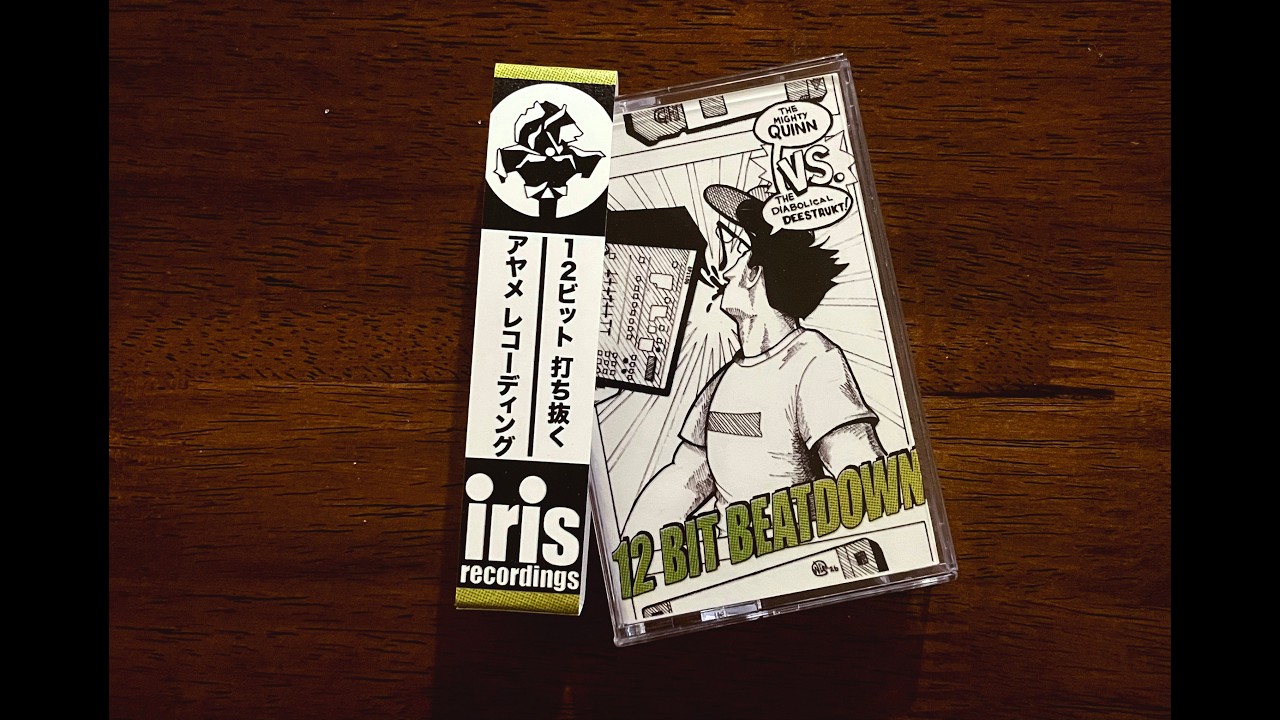 12ビット 打ち抜く
アヤメ レコーディング
iris
recordings
THE
MIGHTY
QUINN
VS.
THE
DIABOLICAL
DEESTRUKT!
12 BIT BEATDOWN